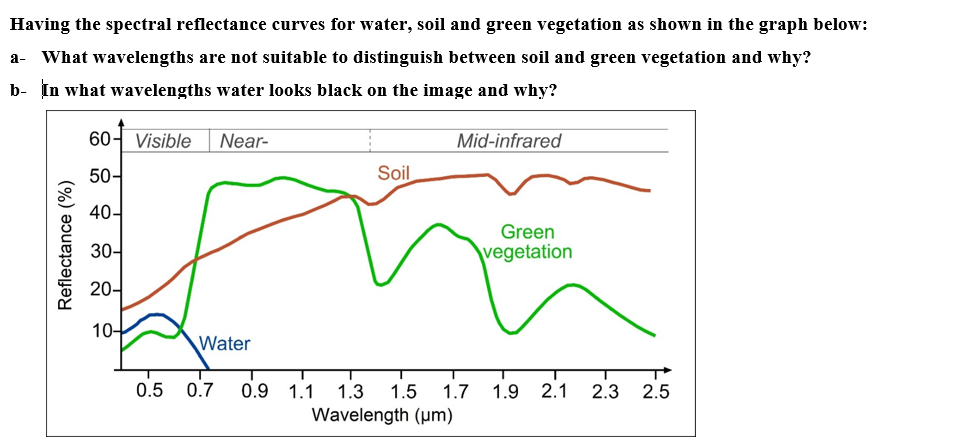 Having the spectral reflectance curves for water, soil and green vegetation as shown in the graph below:
a- What wavelengths are not suitable to distinguish between soil and green vegetation and why?
b- In what wavelengths water looks black on the image and why?
60 Visible Near- Mid-infrared
50
Soil
40
Green
vegetation
30
20
10
Water
0.5 0.7 0.9 1.1 1.3 1.5 1.7 1.9 2.1 2.3 2.5
Wavelength (µm)
Reflectance (%)